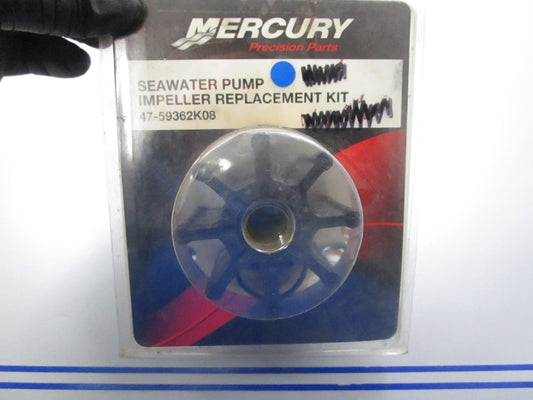 MERCURY
Precision Parts
SEAWATER PUMP
IMPELLER REPLACEMENT KIT
47-59362K08